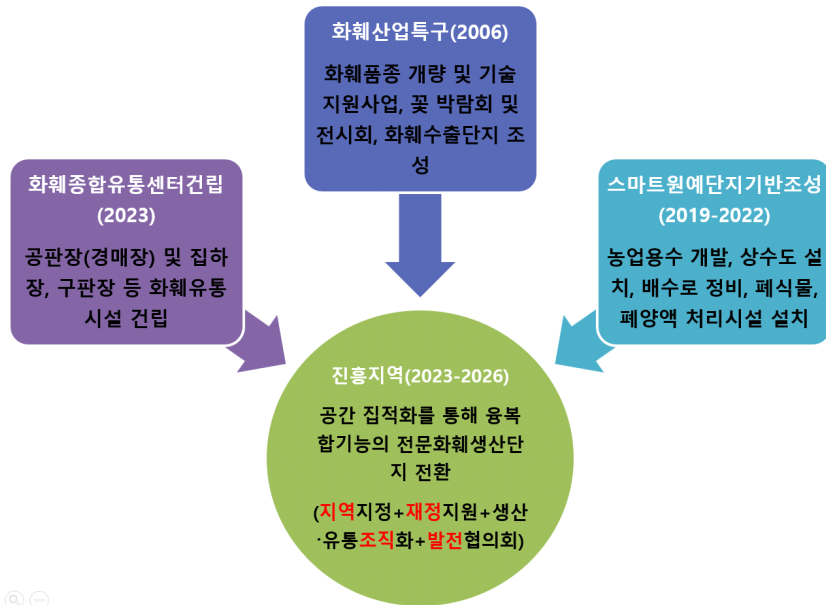 화훼산업특구(2006)
화훼품종 개량 및 기술
지원사업, 꽃 박람회 및
전시회, 화훼수출단지 조
성
화훼종합유통센터건립
(2023)
공판장(경매장) 및 집하
장, 구판장 등 화훼유통
시설 건립
스마트원예단지기반조성
(2019-2022)
농업용수 개발, 상수도 설
치, 배수로 정비, 폐식물,
폐양액 처리시설 설치
진흥지역(2023-2026)
공간 집적화를 통해 융복
합기능의 전문화훼생산단
지 전환
(지역지정+재정지원+생산
·유통조직화+발전협의회)